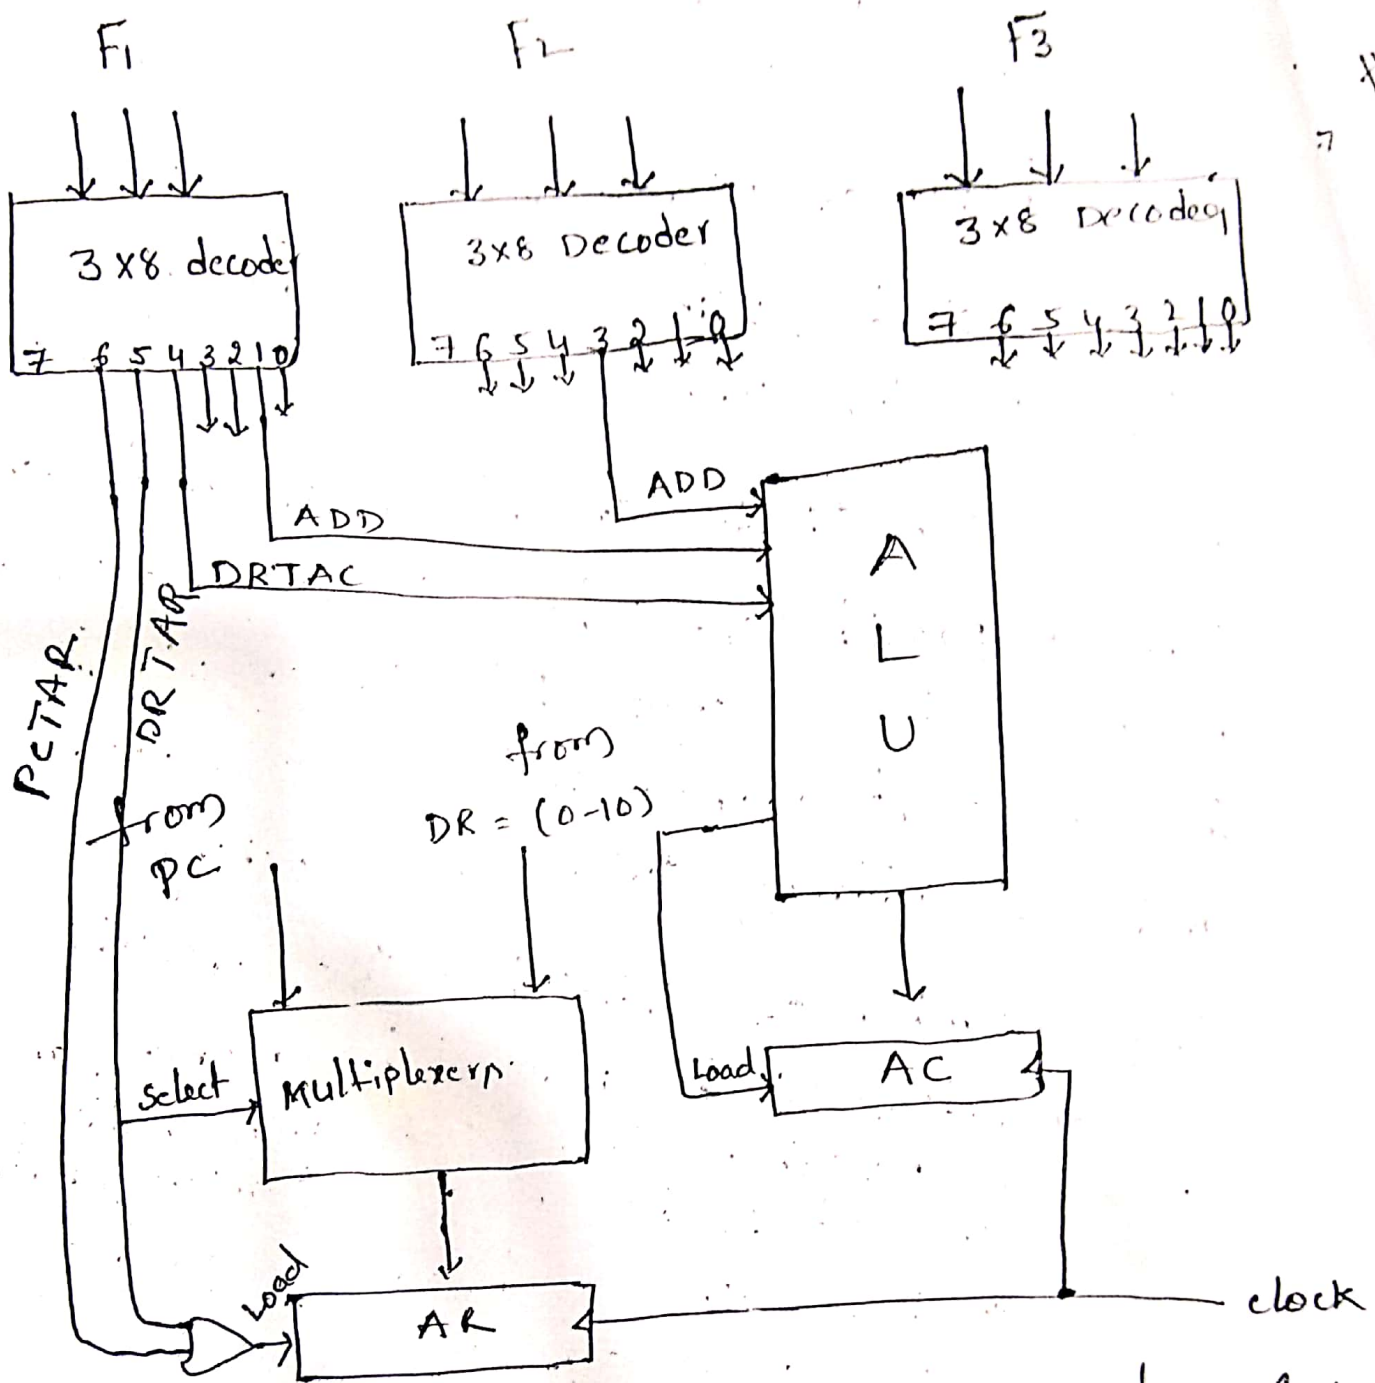 F1 F2 F3
3x8 decoder 3x8 Decoder 3x8 Decoder
7 6 5 4 3 2 1 0 7 6 5 4 3 2 1 0 7 6 5 4 3 2 1 0
ADD
ADD
DRTAC
PCTAR
DRTAR
A
L
U
from
DR = (0-10)
from
PC
select
Multiplexers
Load
AC
Load
AR
clock